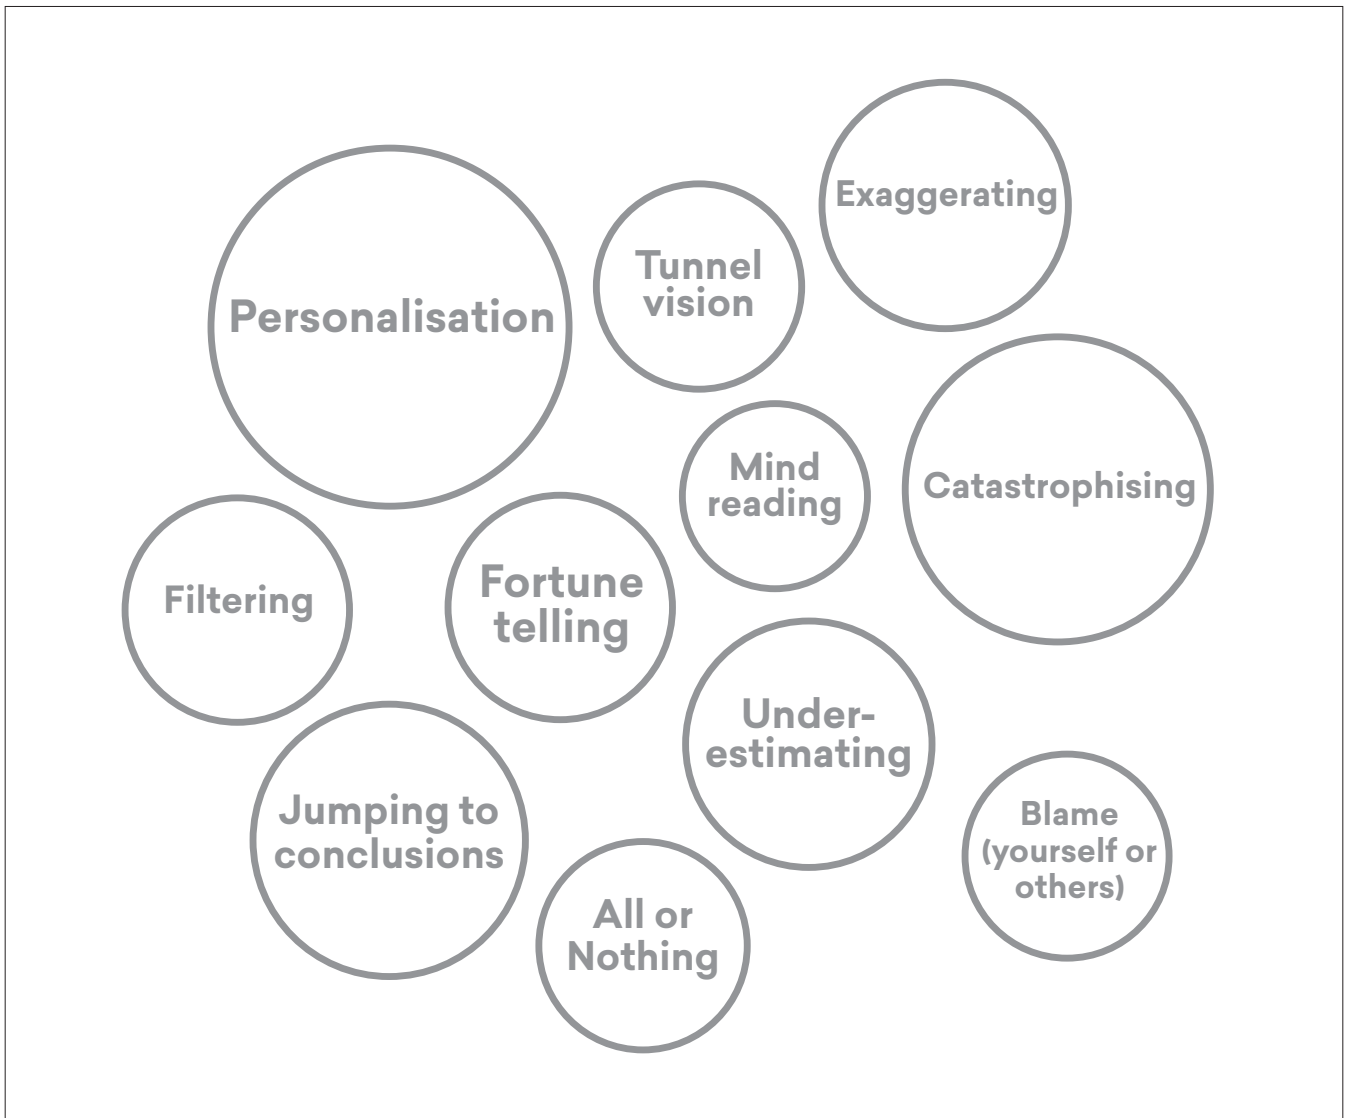 Exaggerating
Tunnel
vision
Personalisation
Mind
reading
Catastrophising
Filtering
Fortune
telling
Under-
estimating
Jumping to
conclusions
Blame
(yourself or
others)
All or
Nothing